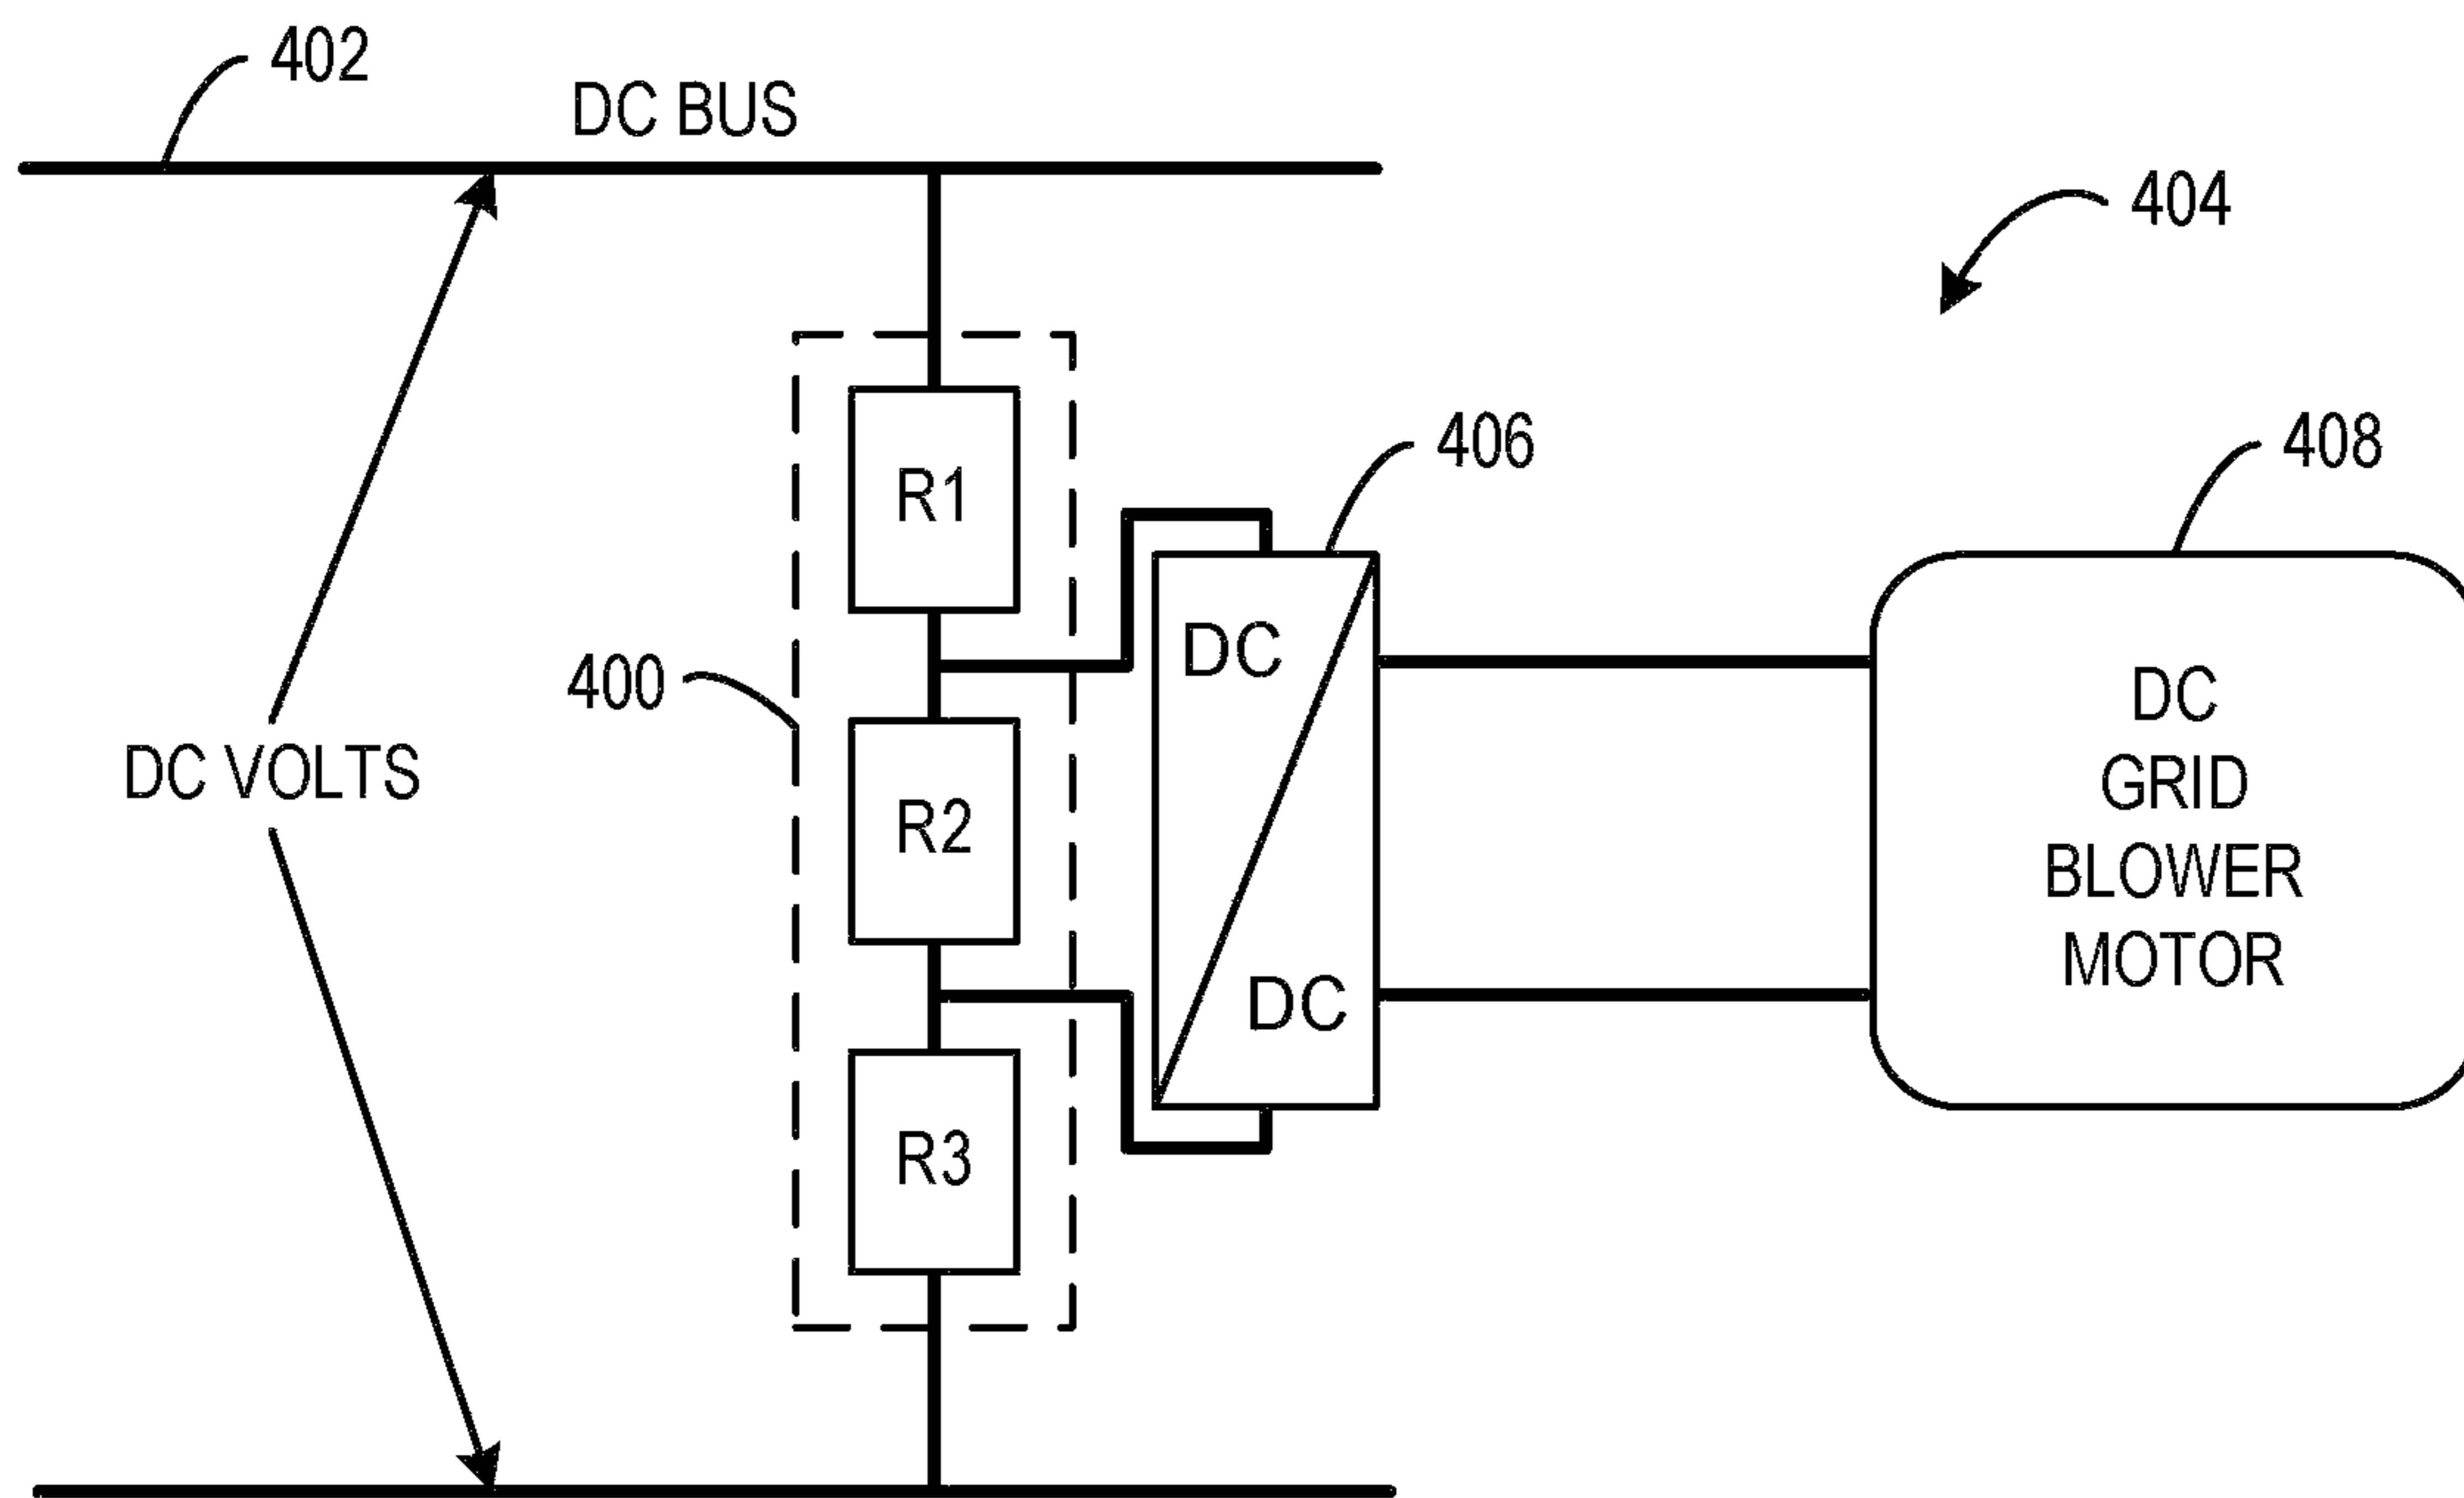 402
DC BUS
404
406
408
R1
400
DC
DC
GRID
BLOWER
MOTOR
DC VOLTS
R2
DC
R3